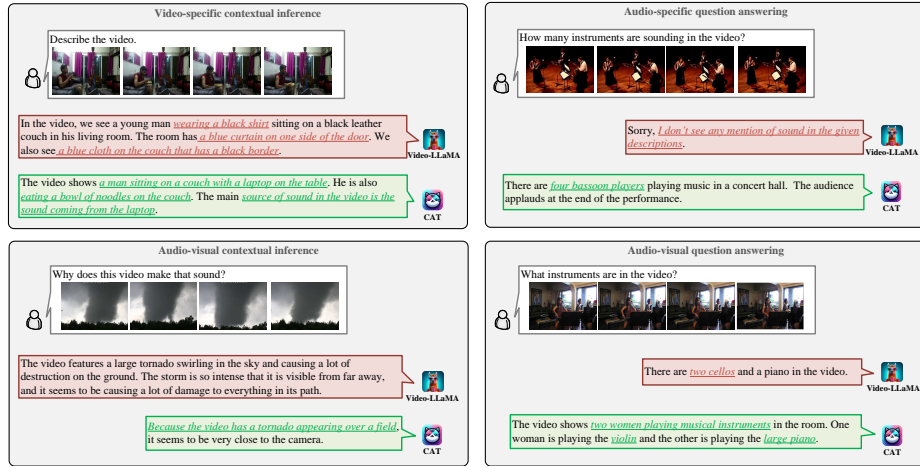 Video-specific contextual inference
Describe the video.
In the video, we see a young man wearing a black shirt sitting on a black leather
couch in his living room. The room has a blue curtain on one side of the door. We
also see a blue cloth on the couch that has a black border.
Video-LLaMA
The video shows a man sitting on a couch with a laptop on the table. He is also
eating a bowl of noodles on the couch. The main source of sound in the video is the
sound coming from the laptop.
CAT
Audio-specific question answering
How many instruments are sounding in the video?
Sorry, I don't see any mention of sound in the given
descriptions.
Video-LLaMA
There are four bassoon players playing music in a concert hall. The audience
applauds at the end of the performance.
CAT
Audio-visual contextual inference
Why does this video make that sound?
The video features a large tornado swirling in the sky and causing a lot of
destruction on the ground. The storm is so intense that it is visible from far away,
and it seems to be causing a lot of damage to everything in its path.
Video-LLaMA
Because the video has a tornado appearing over a field,
it seems to be very close to the camera.
CAT
Audio-visual question answering
What instruments are in the video?
There are two cellos and a piano in the video.
Video-LLaMA
The video shows two women playing musical instruments in the room. One
woman is playing the violin and the other is playing the large piano.
CAT